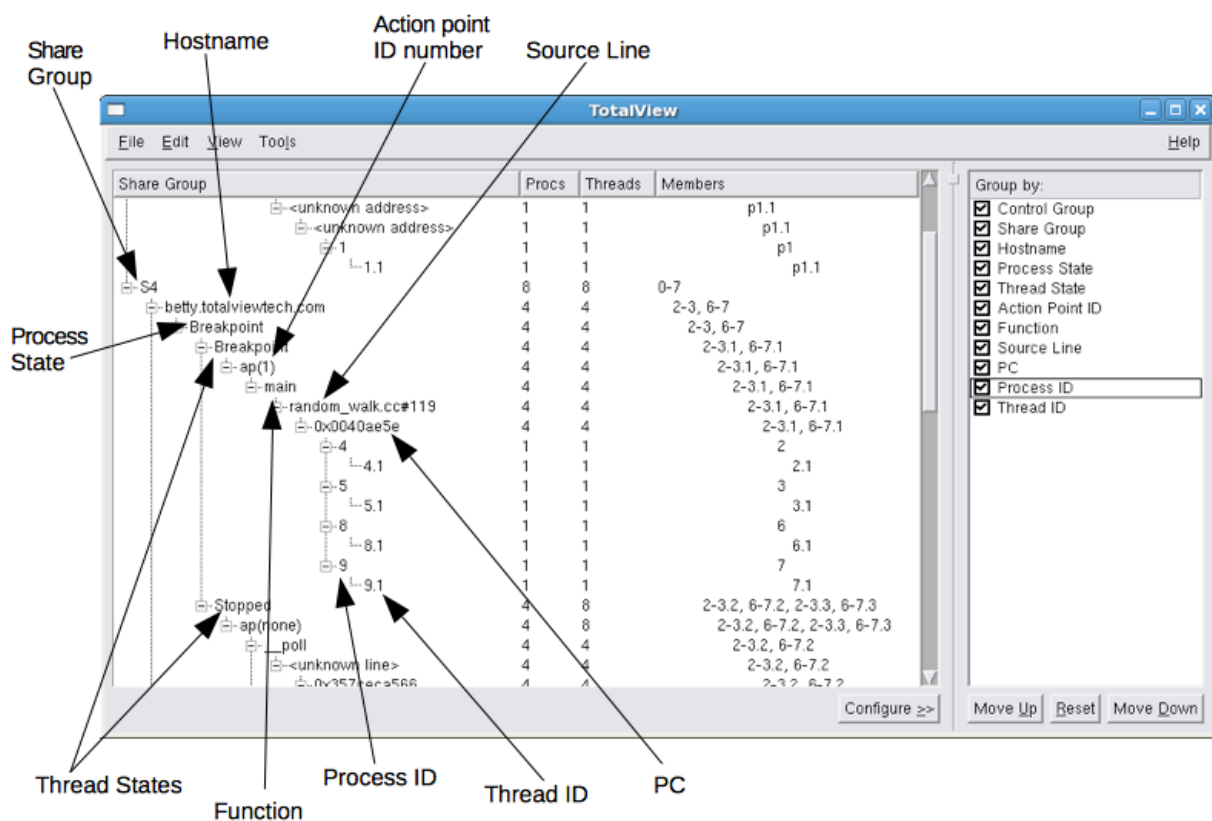 Share
Group
Hostname
Action point
ID number
Source Line
TotalView
File Edit View Tools Help
Share Group Procs Threads Members
<unknown address> 1 1 p1.1
<unknown address> 1 1 p1.1
1 1 1 p1
1.1 1 1 p1.1
S4 8 8 0-7
betty.totalviewtech.com 4 4 2-3, 6-7
Breakpoint 4 4 2-3, 6-7
Breakpoint 4 4 2-3.1, 6-7.1
ap(1) 4 4 2-3.1, 6-7.1
main 4 4 2-3.1, 6-7.1
random_walk.cc#119 4 4 2-3.1, 6-7.1
0x0040ae5e 4 4 2-3.1, 6-7.1
4 1 1 2
4.1 1 1 2.1
5 1 1 3
5.1 1 1 3.1
8 1 1 6
8.1 1 1 6.1
9 1 1 7
9.1 1 1 7.1
Stopped 4 8 2-3.2, 6-7.2, 2-3.3, 6-7.3
ap(none) 4 8 2-3.2, 6-7.2, 2-3.3, 6-7.3
__poll 4 4 2-3.2, 6-7.2
<unknown line> 4 4 2-3.2, 6-7.2
0x357ceca566 4 4 2-3.2, 6-7.2
Configure >>
Group by:
Control Group
Share Group
Hostname
Process State
Thread State
Action Point ID
Function
Source Line
PC
Process ID
Thread ID
Move Up Reset Move Down
Process
State
Thread States
Function
Process ID
Thread ID
PC